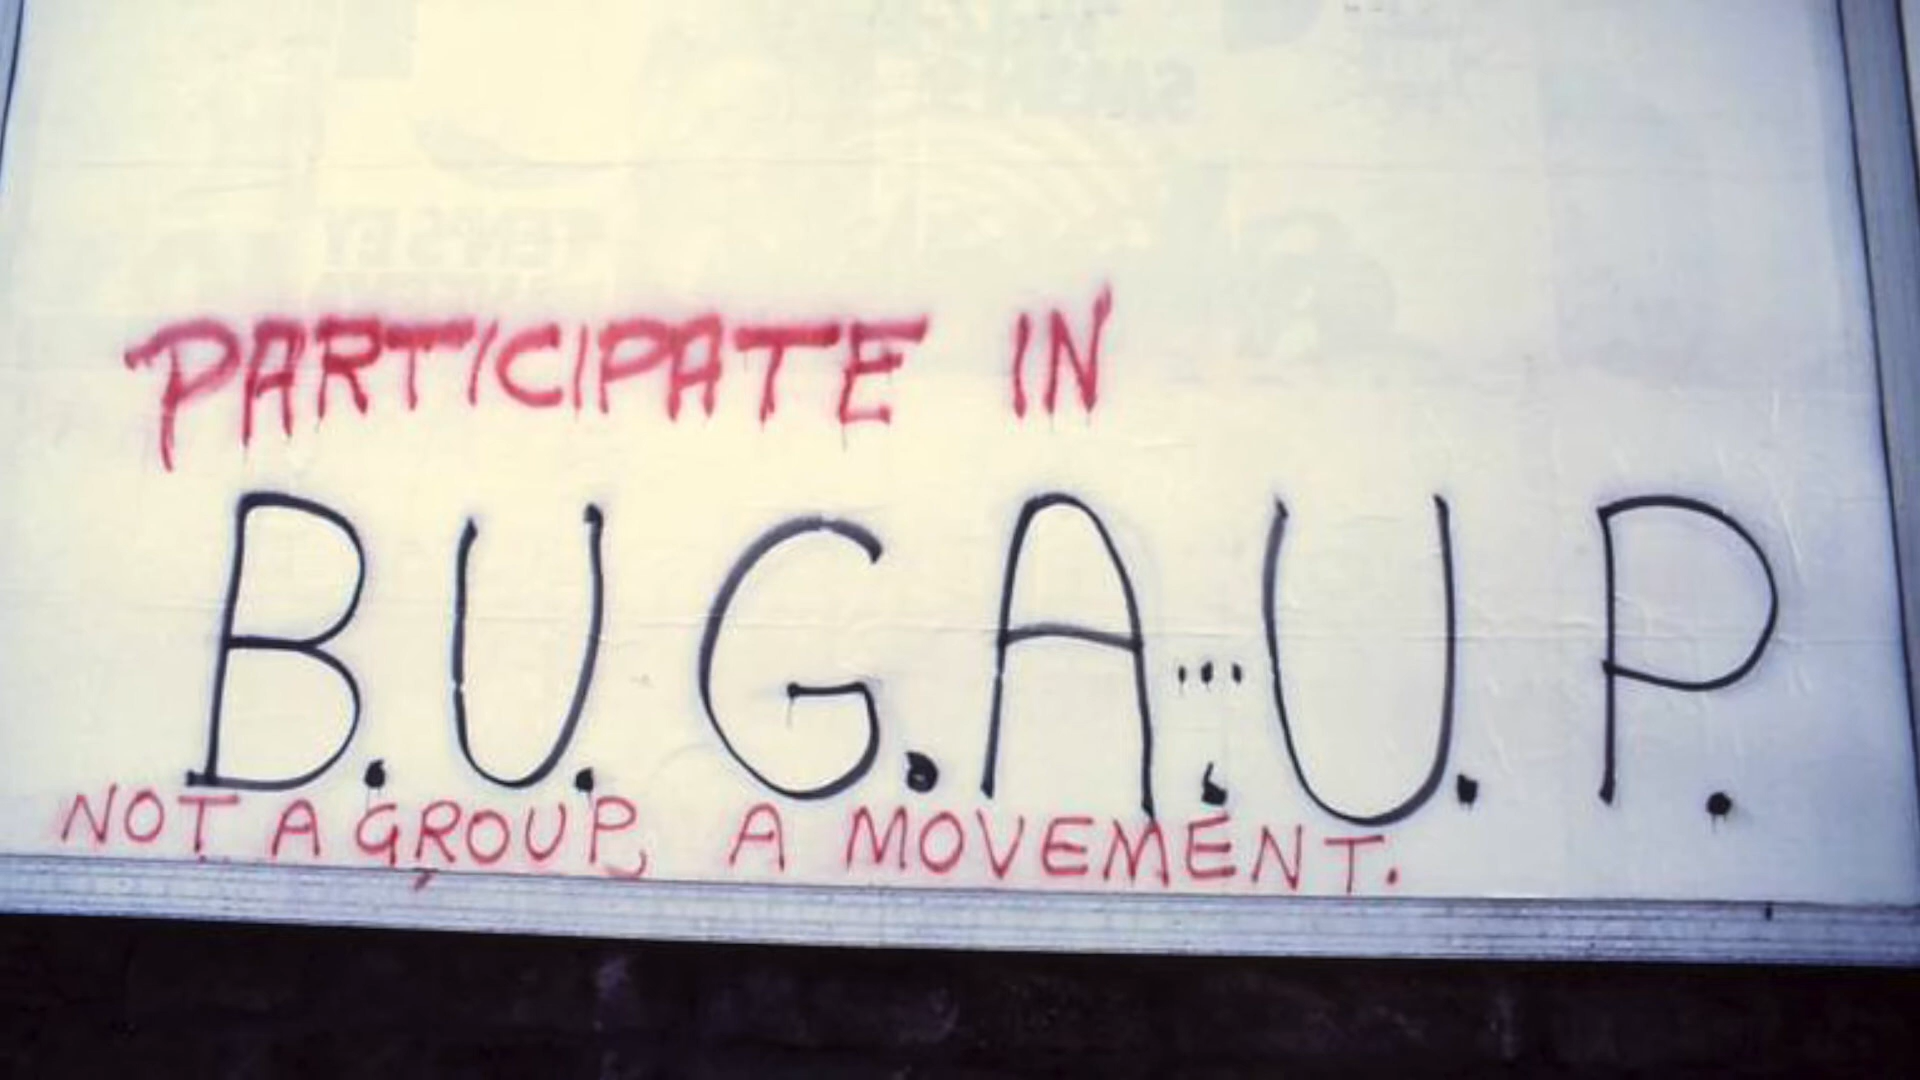 PARTICIPATE IN
B.U.G.A...U.P.
NOT A GROUP, A MOVEMENT.